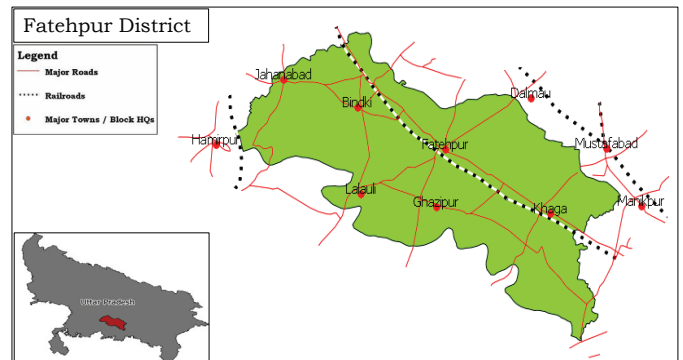 Fatehpur District
Legend
Major Roads
Railroads
Major Towns / Block HQs
Jahanabad
Bindki
Dalmau
Hamirpur
Fatehpur
Mustafabad
Lalauli
Ghazipur
Khaga
Manikpur
Uttar Pradesh